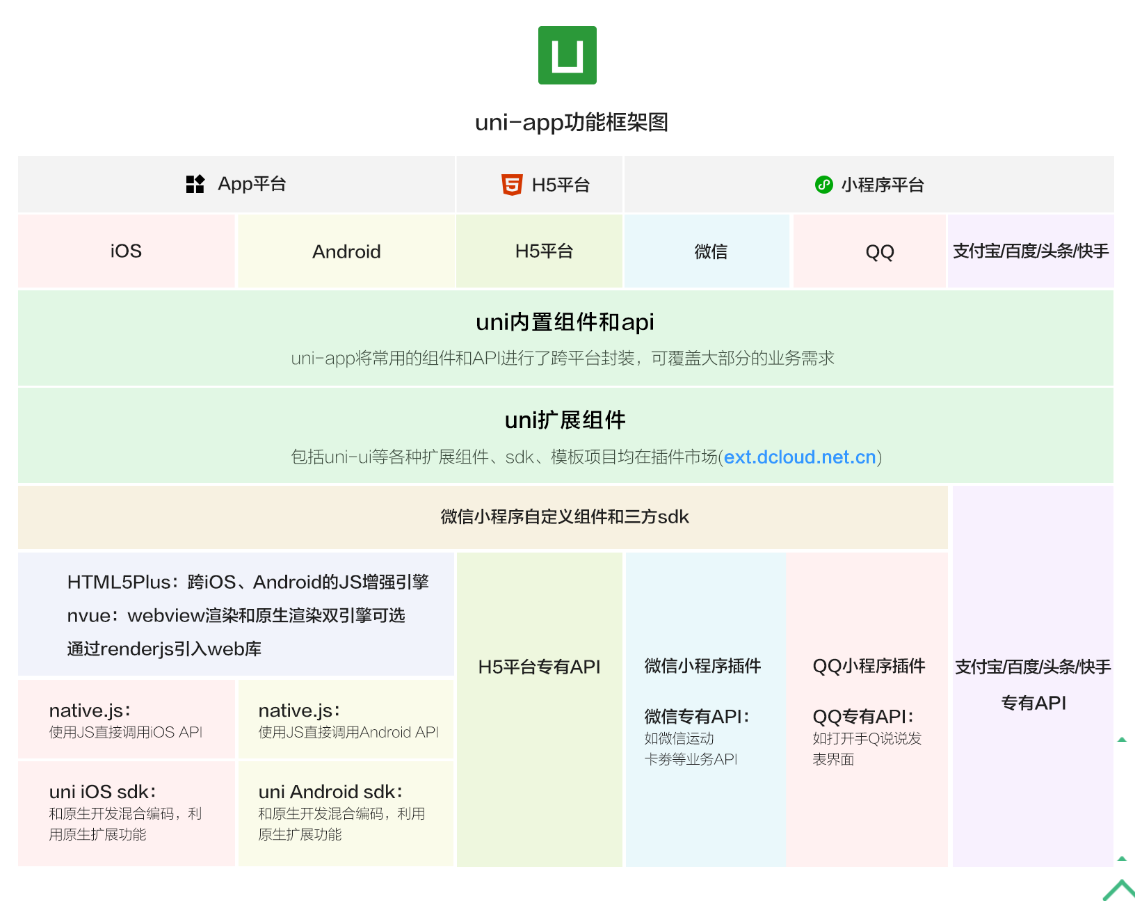 uni-app功能框架图
App平台
H5平台
小程序平台
iOS
Android
H5平台
微信
QQ
支付宝/百度/头条/快手
uni内置组件和api
uni-app将常用的组件和API进行了跨平台封装，可覆盖大部分的业务需求
uni扩展组件
包括uni-ui等各种扩展组件、sdk、模板项目均在插件市场(ext.dcloud.net.cn)
微信小程序自定义组件和三方sdk
HTML5Plus：跨iOS、Android的JS增强引擎
nvue：webview渲染和原生渲染双引擎可选
通过renderjs引入web库
native.js：
使用JS直接调用iOS API
native.js：
使用JS直接调用Android API
uni iOS sdk：
和原生开发混合编码，利
用原生扩展功能
uni Android sdk：
和原生开发混合编码，利用
原生扩展功能
H5平台专有API
微信小程序插件
微信专有API：
如微信运动
卡券等业务API
QQ小程序插件
QQ专有API：
如打开手Q说说发
表界面
支付宝/百度/头条/快手
专有API